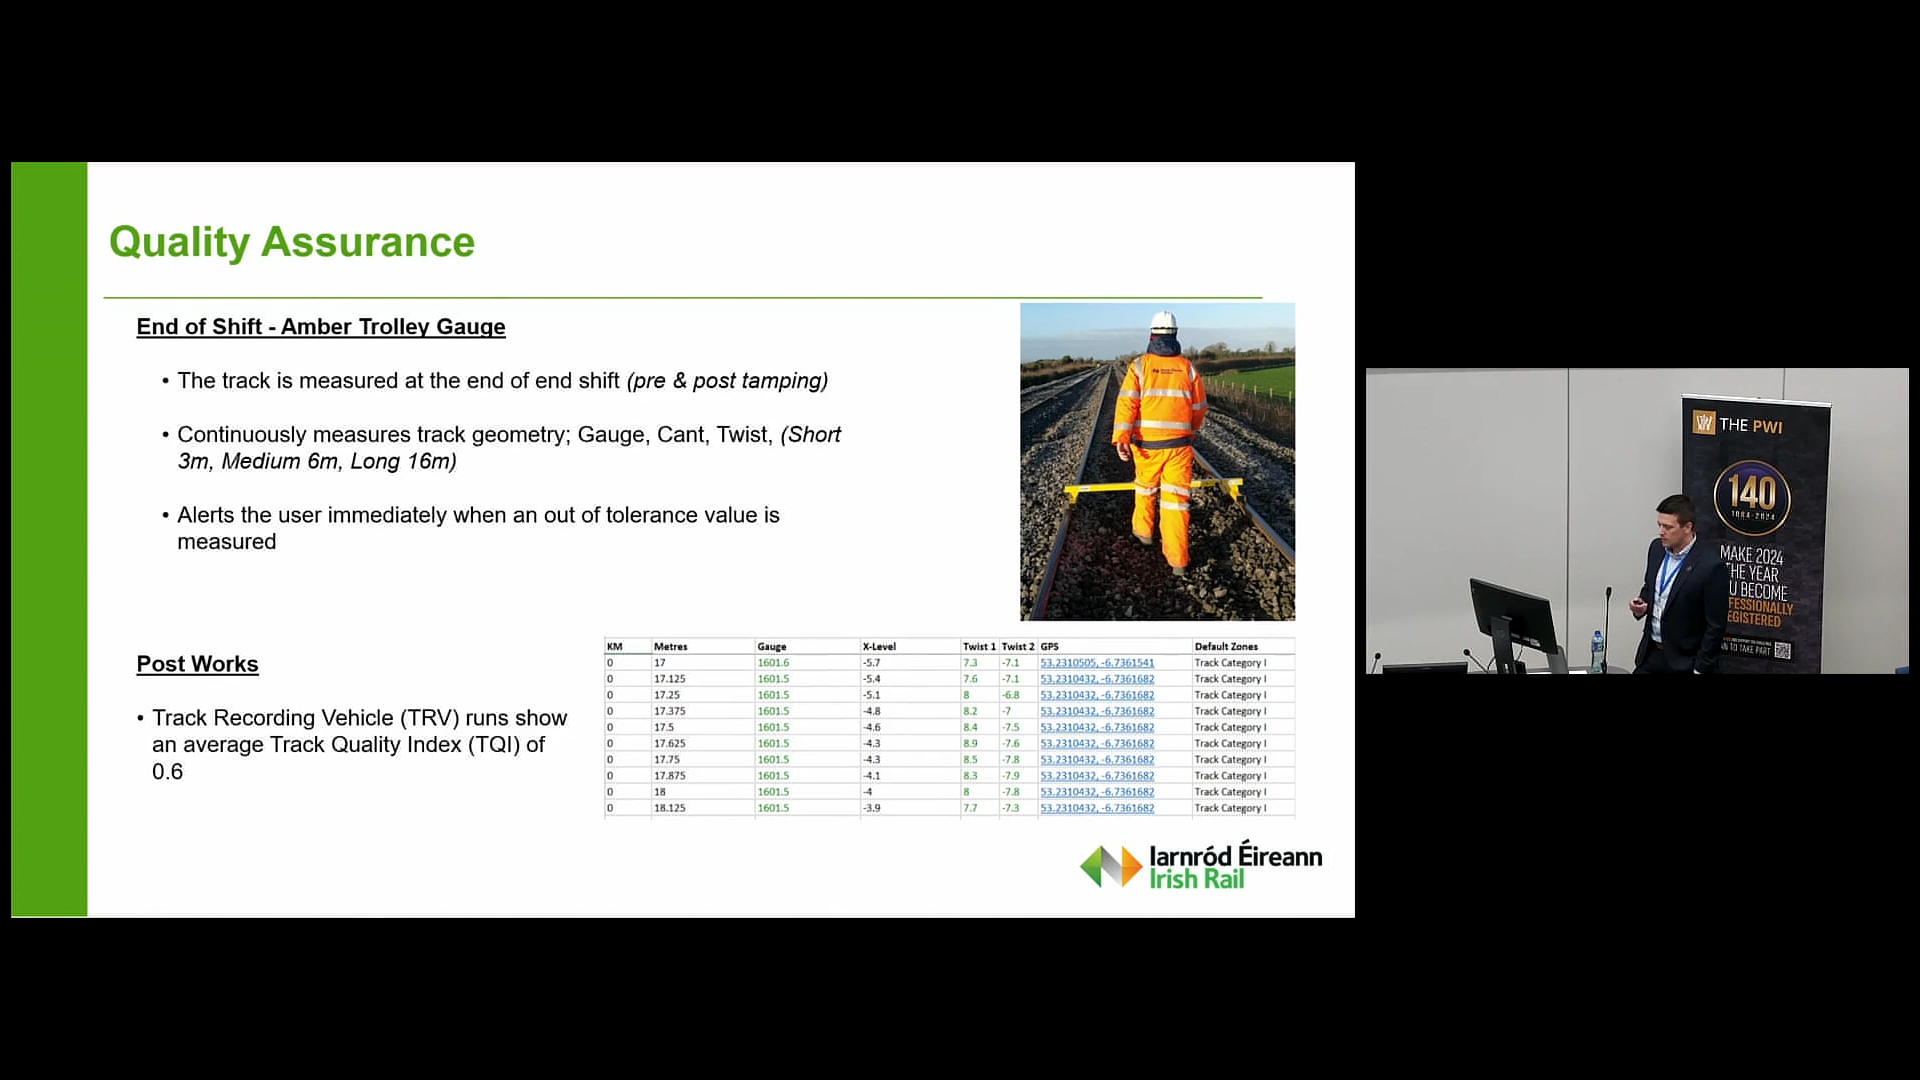 Quality Assurance
End of Shift - Amber Trolley Gauge
• The track is measured at the end of end shift (pre & post tamping)
• Continuously measures track geometry; Gauge, Cant, Twist, (Short
3m, Medium 6m, Long 16m)
• Alerts the user immediately when an out of tolerance value is
measured
Post Works
• Track Recording Vehicle (TRV) runs show
an average Track Quality Index (TQI) of
0.6
KM Metres Gauge X-Level Twist 1 Twist 2 GPS Default Zones
0 17 1601.6 -5.7 7.3 -7.1 53.2310505, -6.7361541 Track Category I
0 17.125 1601.5 -5.4 7.6 -7.1 53.2310432, -6.7361682 Track Category I
0 17.25 1601.5 -5.1 8 -6.8 53.2310432, -6.7361682 Track Category I
0 17.375 1601.5 -4.8 8.2 -7 53.2310432, -6.7361682 Track Category I
0 17.5 1601.5 -4.6 8.4 -7.5 53.2310432, -6.7361682 Track Category I
0 17.625 1601.5 -4.3 8.9 -7.6 53.2310432, -6.7361682 Track Category I
0 17.75 1601.5 -4.3 8.5 -7.8 53.2310432, -6.7361682 Track Category I
0 17.875 1601.5 -4.1 8.3 -7.9 53.2310432, -6.7361682 Track Category I
0 18 1601.5 -4 8 -7.8 53.2310432, -6.7361682 Track Category I
0 18.125 1601.5 -3.9 7.7 -7.3 53.2310432, -6.7361682 Track Category I
Iarnród Éireann
Irish Rail
THE PWI
140
1884-2024
MAKE 2024
THE YEAR
U BECOME
FESSIONALLY
EGISTERED
N TO TAKE PART